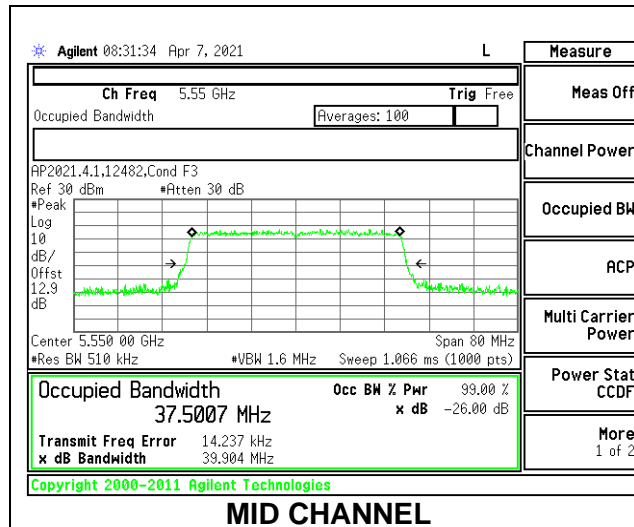 Agilent 08:31:34 Apr 7, 2021 L
Measure
Ch Freq 5.55 GHz Trig Free
Meas Off
Occupied Bandwidth Averages: 100
Channel Power
AP2021.4.1,12482,Cond F3
Ref 30 dBm #Atten 30 dB
#Peak
Log
10
dB/
Offst
12.9
dB
Occupied BW
ACP
Multi Carrier
Power
Center 5.550 00 GHz Span 80 MHz
#Res BW 510 kHz #VBW 1.6 MHz Sweep 1.066 ms (1000 pts)
Power Stat
CCDF
Occupied Bandwidth Occ BW % Pwr 99.00 %
37.5007 MHz x dB -26.00 dB
Transmit Freq Error 14.237 kHz
x dB Bandwidth 39.904 MHz
More
1 of 2
Copyright 2000-2011 Agilent Technologies
MID CHANNEL